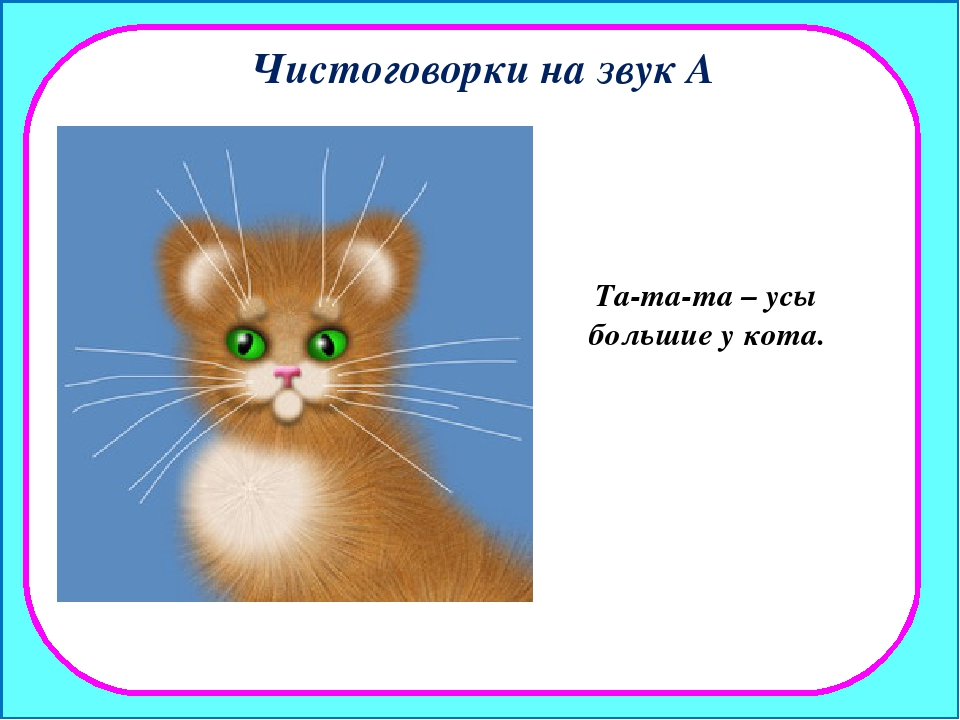 Чистоговорки на звук А
Та-та-та – усы
большие у кота.